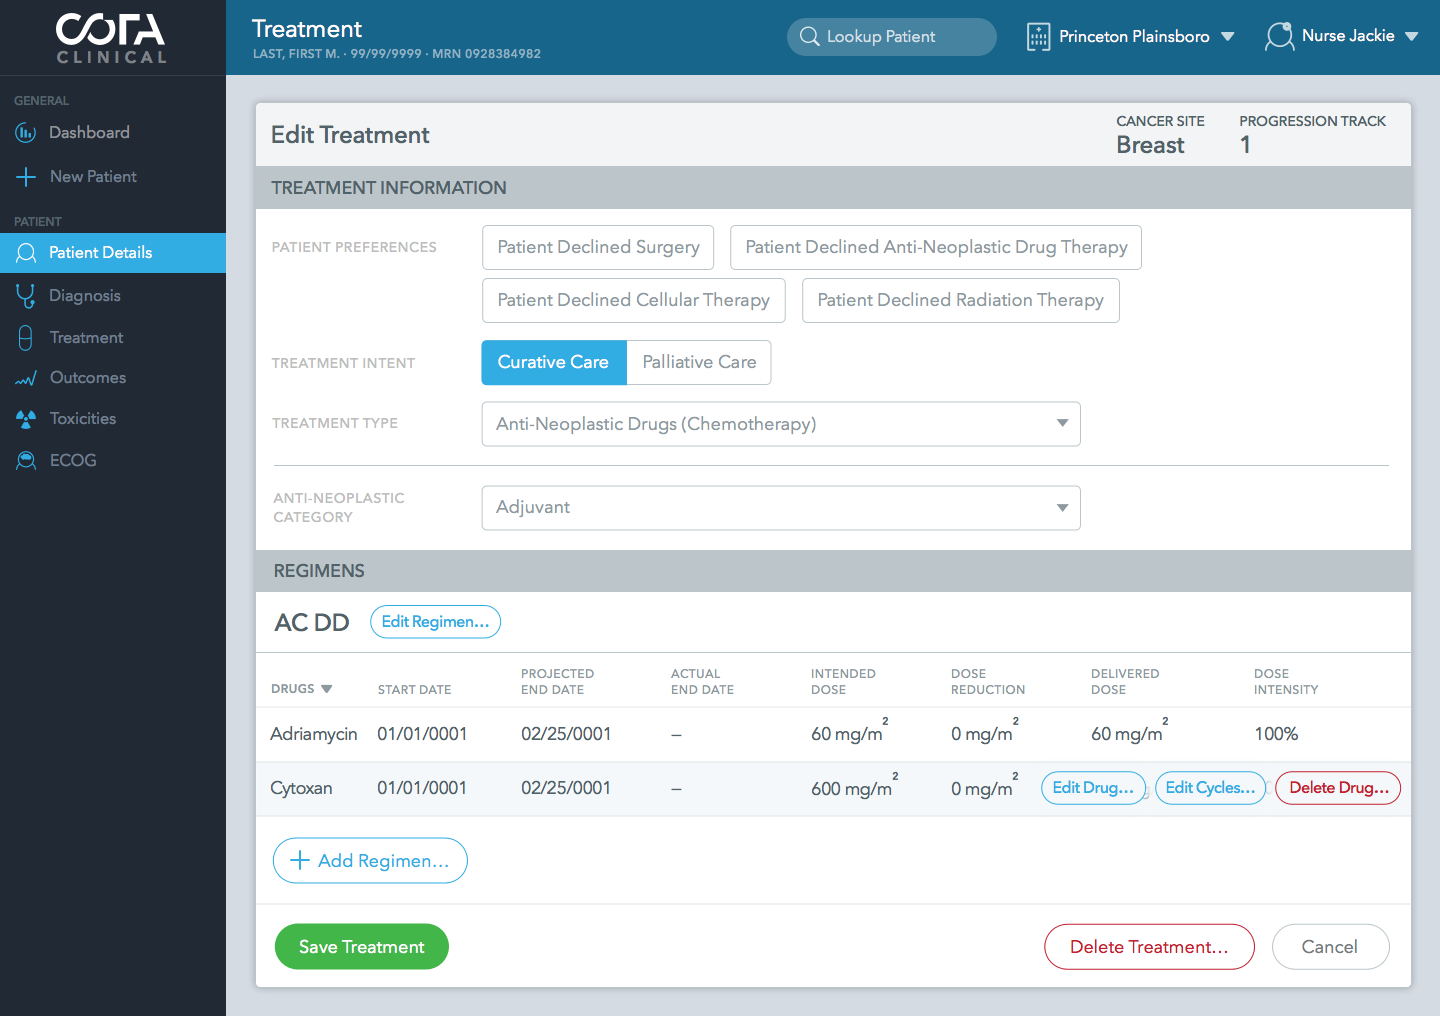 COTA
CLINICAL
Treatment
LAST, FIRST M. · 99/99/9999 · MRN 0928384982
Lookup Patient
Princeton Plainsboro
Nurse Jackie
GENERAL
Dashboard
New Patient
PATIENT
Patient Details
Diagnosis
Treatment
Outcomes
Toxicities
ECOG
Edit Treatment
CANCER SITE
Breast
PROGRESSION TRACK
1
TREATMENT INFORMATION
PATIENT PREFERENCES
Patient Declined Surgery
Patient Declined Anti-Neoplastic Drug Therapy
Patient Declined Cellular Therapy
Patient Declined Radiation Therapy
TREATMENT INTENT
Curative Care
Palliative Care
TREATMENT TYPE
Anti-Neoplastic Drugs (Chemotherapy)
ANTI-NEOPLASTIC
CATEGORY
Adjuvant
REGIMENS
AC DD
Edit Regimen...
DRUGS
START DATE
PROJECTED
END DATE
ACTUAL
END DATE
INTENDED
DOSE
DOSE
REDUCTION
DELIVERED
DOSE
DOSE
INTENSITY
Adriamycin 01/01/0001 02/25/0001 – 60 mg/m² 0 mg/m² 60 mg/m² 100%
Cytoxan 01/01/0001 02/25/0001 – 600 mg/m² 0 mg/m² Edit Drug... Edit Cycles... Delete Drug...
Add Regimen...
Save Treatment
Delete Treatment...
Cancel